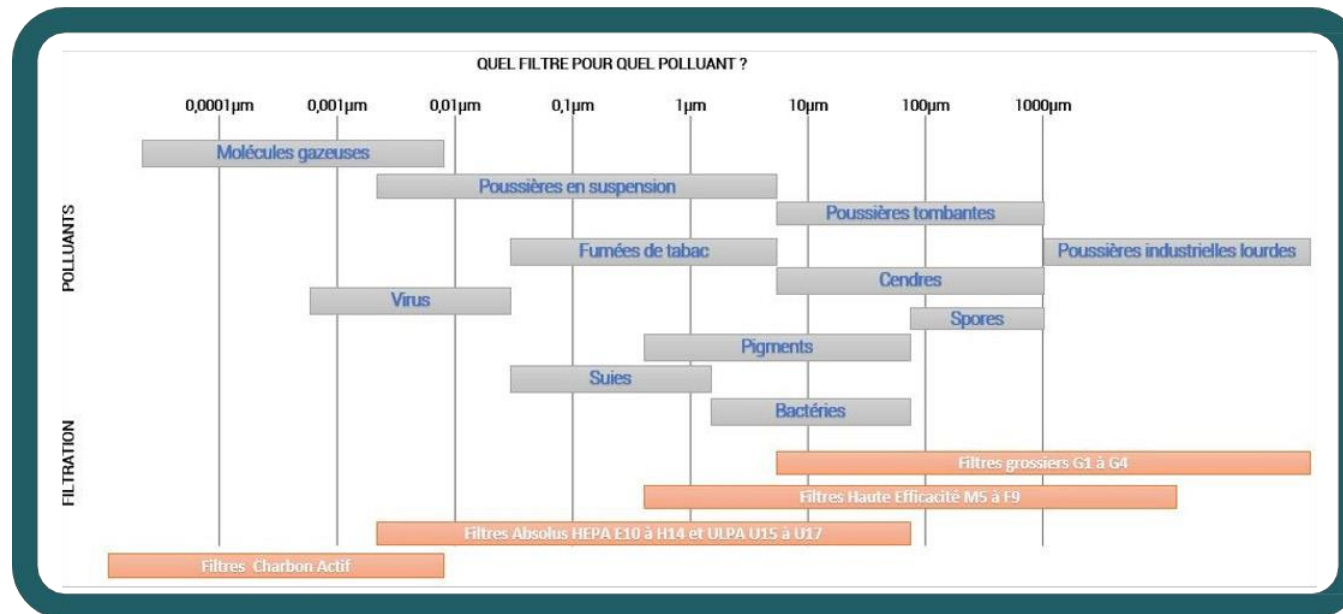 QUEL FILTRE POUR QUEL POLLUANT ?
0,0001µm 0,001µm 0,01µm 0,1µm 1µm 10µm 100µm 1000µm
POLLUANTS
Molécules gazeuses
Poussières en suspension
Poussières tombantes
Fumées de tabac Poussières industrielles lourdes
Cendres
Virus
Spores
Pigments
Suies
Bactéries
FILTRATION
Filtres grossiers G1 à G4
Filtres Haute Efficacité M5 à F9
Filtres Absolus HEPA E10 à H14 et ULPA U15 à U17
Filtres Charbon Actif